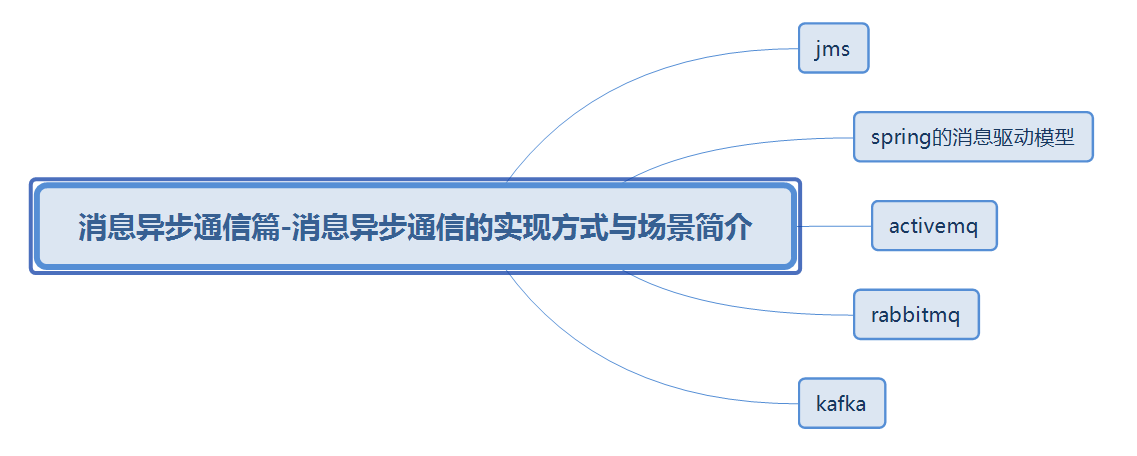 jms
spring的消息驱动模型
消息异步通信篇-消息异步通信的实现方式与场景简介
activemq
rabbitmq
kafka